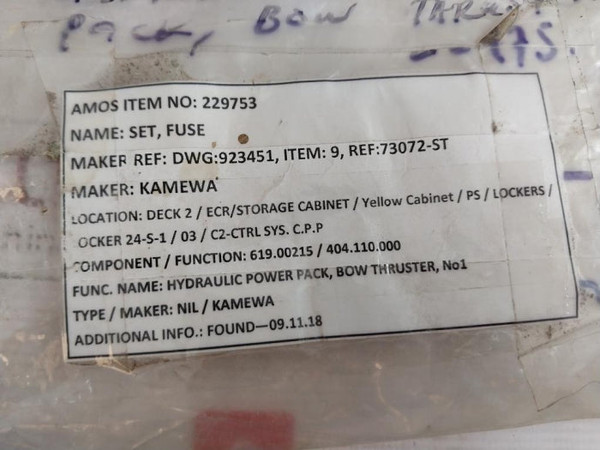 PACK, BOW THRU
AMOS ITEM NO: 229753
NAME: SET, FUSE
MAKER REF: DWG:923451, ITEM: 9, REF:73072-ST
MAKER: KAMEWA
LOCATION: DECK 2 / ECR/STORAGE CABINET / Yellow Cabinet / PS / LOCKERS /
OCKER 24-S-1 / 03 / C2-CTRL SYS. C.P.P
COMPONENT / FUNCTION: 619.00215 / 404.110.000
FUNC. NAME: HYDRAULIC POWER PACK, BOW THRUSTER, No1
TYPE / MAKER: NIL / KAMEWA
ADDITIONAL INFO.: FOUND—09.11.18